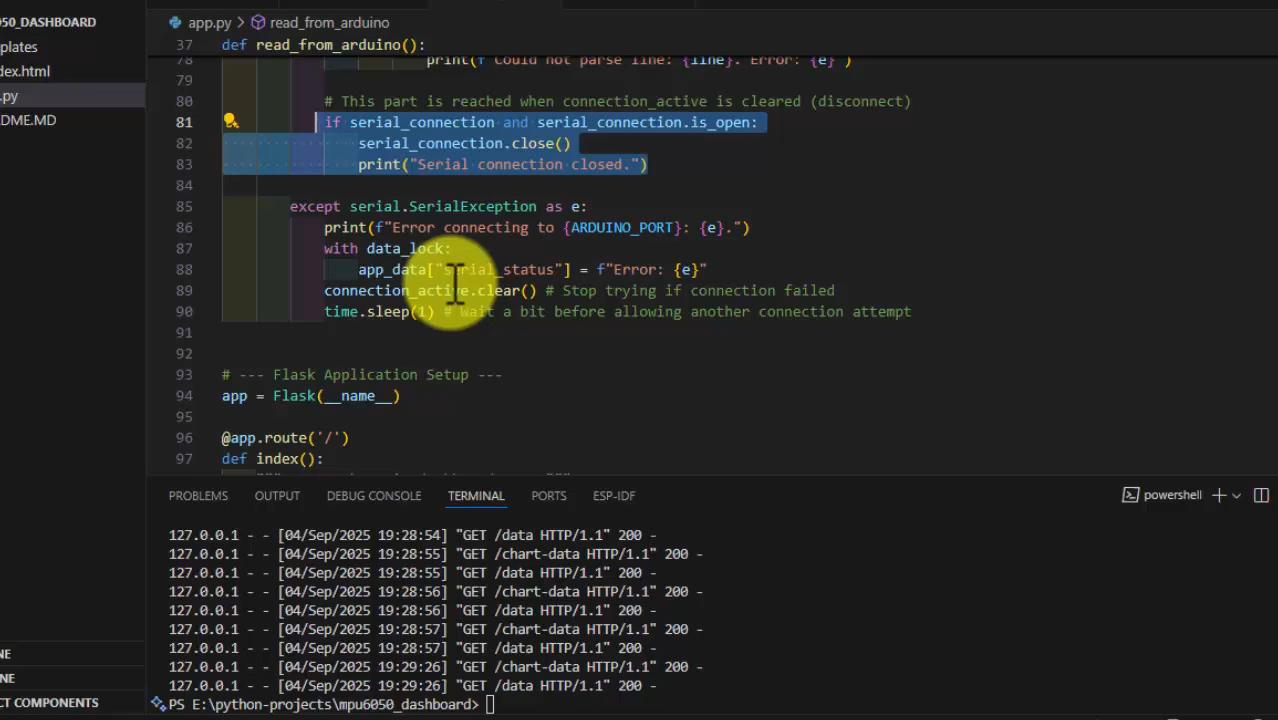 50_DASHBOARD
plates
dex.html
.py
DME.MD
NE
NE
CT COMPONENTS
app.py > read_from_arduino
37 def read_from_arduino():
78 print(f"Could not parse line: {line}. Error: {e}")
79
80 # This part is reached when connection_active is cleared (disconnect)
81 if serial_connection and serial_connection.is_open:
82 serial_connection.close()
83 print("Serial connection closed.")
84
85 except serial.SerialException as e:
86 print(f"Error connecting to {ARDUINO_PORT}: {e}.")
87 with data_lock:
88 app_data["serial_status"] = f"Error: {e}"
89 connection_active.clear() # Stop trying if connection failed
90 time.sleep(1) # Wait a bit before allowing another connection attempt
91
92
93 # --- Flask Application Setup ---
94 app = Flask(__name__)
95
96 @app.route('/')
97 def index():
PROBLEMS OUTPUT DEBUG CONSOLE TERMINAL PORTS ESP-IDF powershell
127.0.0.1 - - [04/Sep/2025 19:28:54] "GET /data HTTP/1.1" 200 -
127.0.0.1 - - [04/Sep/2025 19:28:55] "GET /chart-data HTTP/1.1" 200 -
127.0.0.1 - - [04/Sep/2025 19:28:55] "GET /data HTTP/1.1" 200 -
127.0.0.1 - - [04/Sep/2025 19:28:56] "GET /chart-data HTTP/1.1" 200 -
127.0.0.1 - - [04/Sep/2025 19:28:56] "GET /data HTTP/1.1" 200 -
127.0.0.1 - - [04/Sep/2025 19:28:57] "GET /chart-data HTTP/1.1" 200 -
127.0.0.1 - - [04/Sep/2025 19:28:57] "GET /data HTTP/1.1" 200 -
127.0.0.1 - - [04/Sep/2025 19:29:26] "GET /chart-data HTTP/1.1" 200 -
127.0.0.1 - - [04/Sep/2025 19:29:26] "GET /data HTTP/1.1" 200 -
PS E:\python-projects\mpu6050_dashboard>